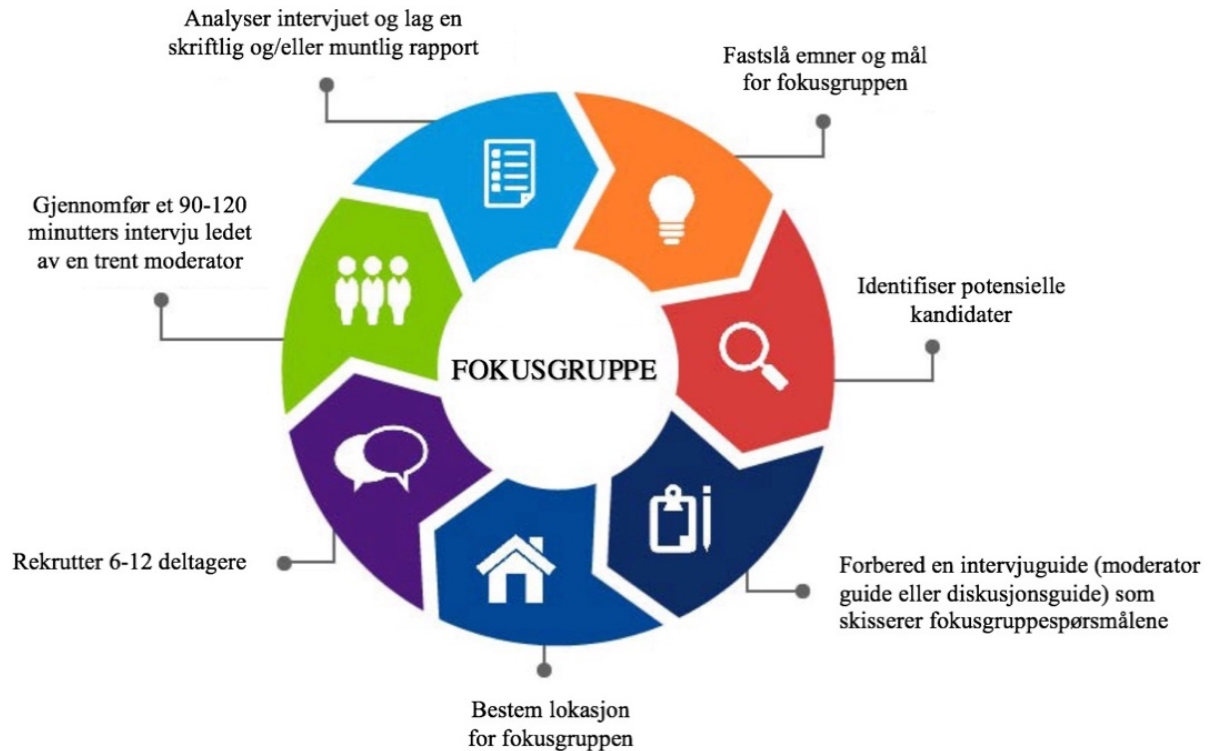 Analyser intervjuet og lag en
skriftlig og/eller muntlig rapport
Fastslå emner og mål
for fokusgruppen
Gjennomfør et 90-120
minutters intervju ledet
av en trent moderator
Identifiser potensielle
kandidater
FOKUSGRUPPE
Rekrutter 6-12 deltagere
Forbered en intervjuguide (moderator
guide eller diskusjonsguide) som
skisserer fokusgruppespørsmålene
Bestem lokasjon
for fokusgruppen